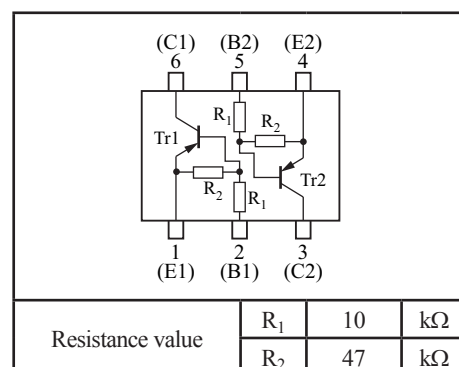 (C1) (B2) (E2)
6 5 4
R1
R2
Tr1
Tr2
R2
R1
1 2 3
(E1) (B1) (C2)
Resistance value R1 10 kΩ
R2 47 kΩ